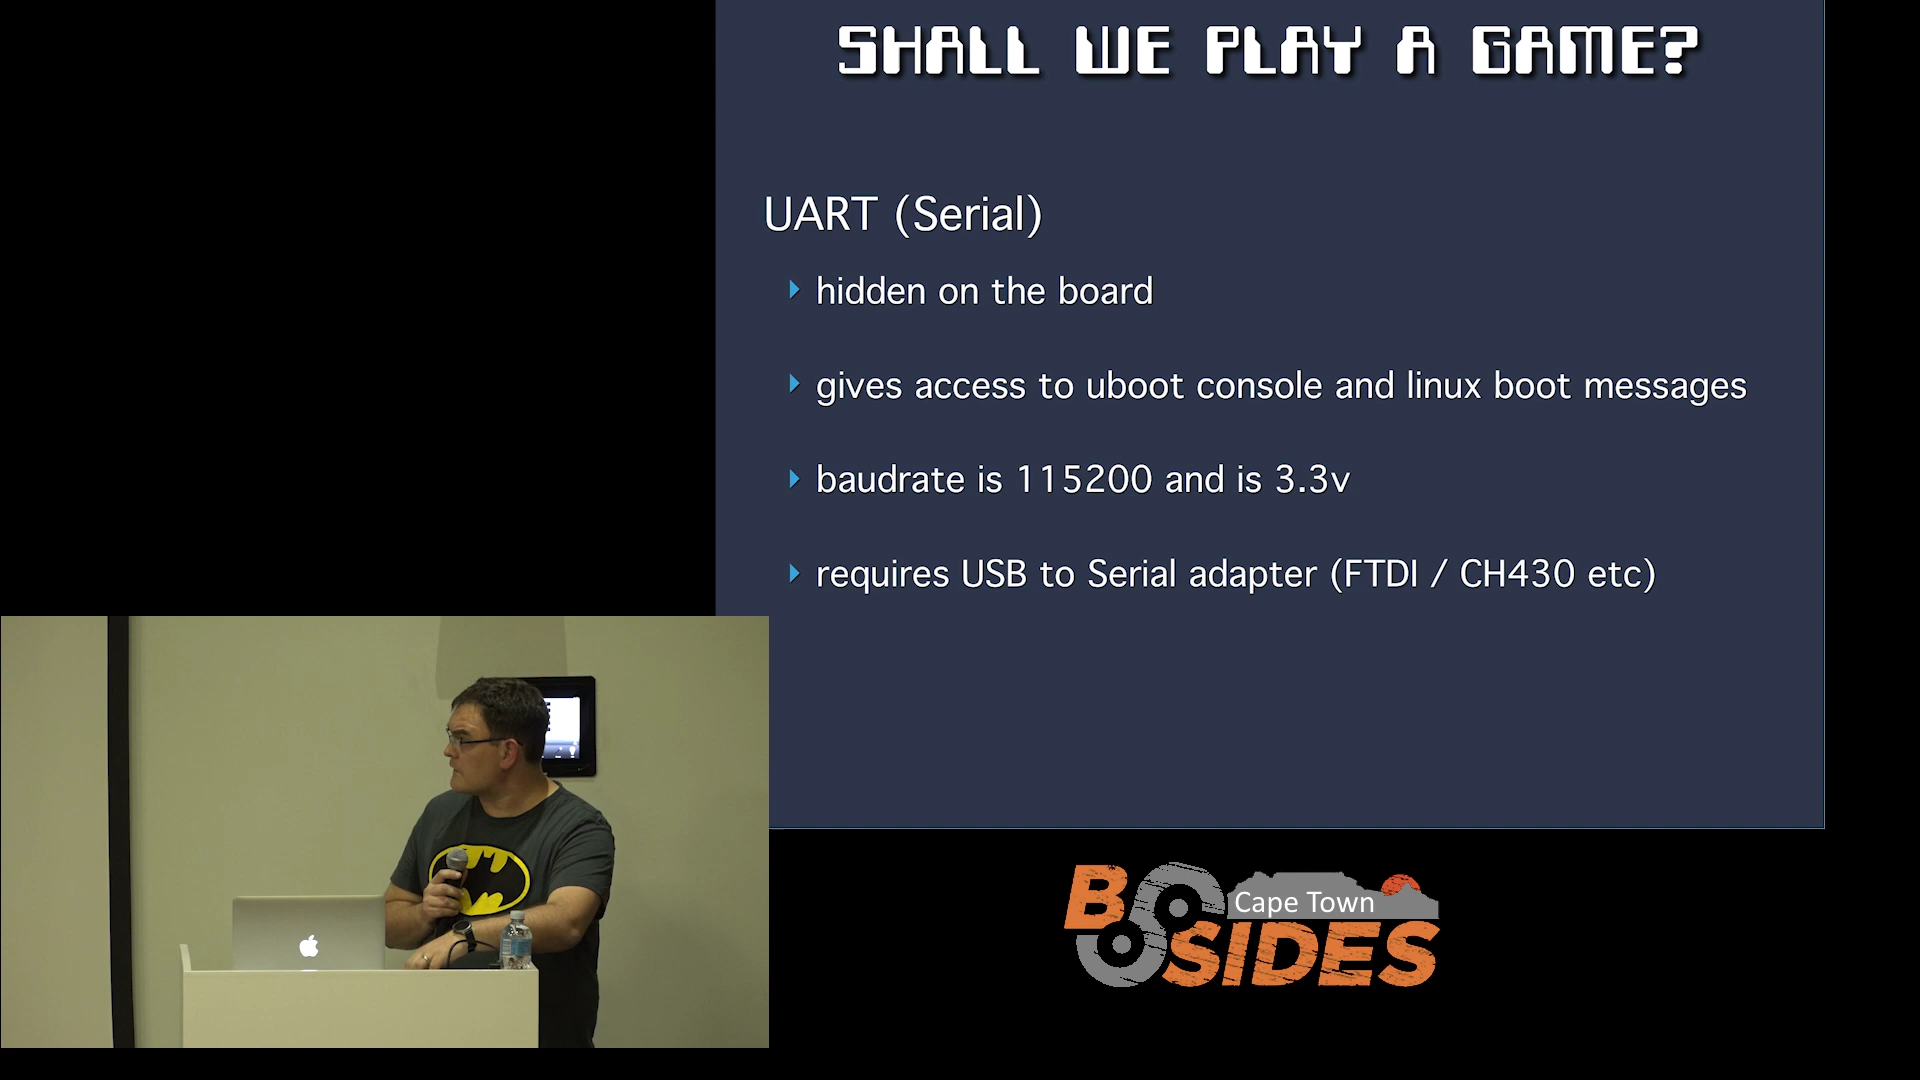 SHALL WE PLAY A GAME?
UART (Serial)
hidden on the board
gives access to uboot console and linux boot messages
baudrate is 115200 and is 3.3v
requires USB to Serial adapter (FTDI / CH430 etc)
Cape Town
B SIDES